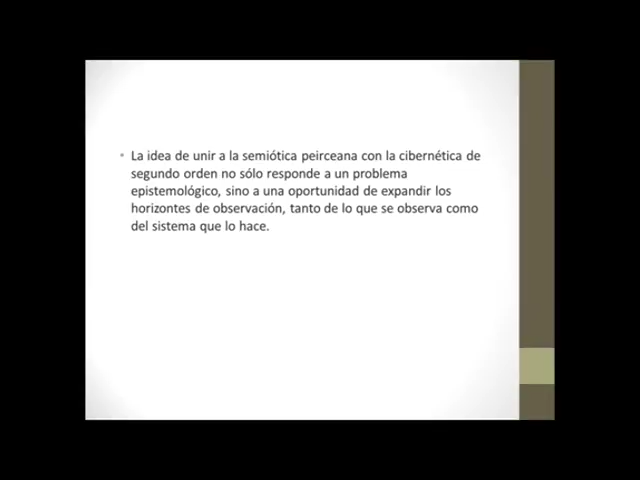 • La idea de unir a la semiótica peirceana con la cibernética de
segundo orden no sólo responde a un problema
epistemológico, sino a una oportunidad de expandir los
horizontes de observación, tanto de lo que se observa como
del sistema que lo hace.